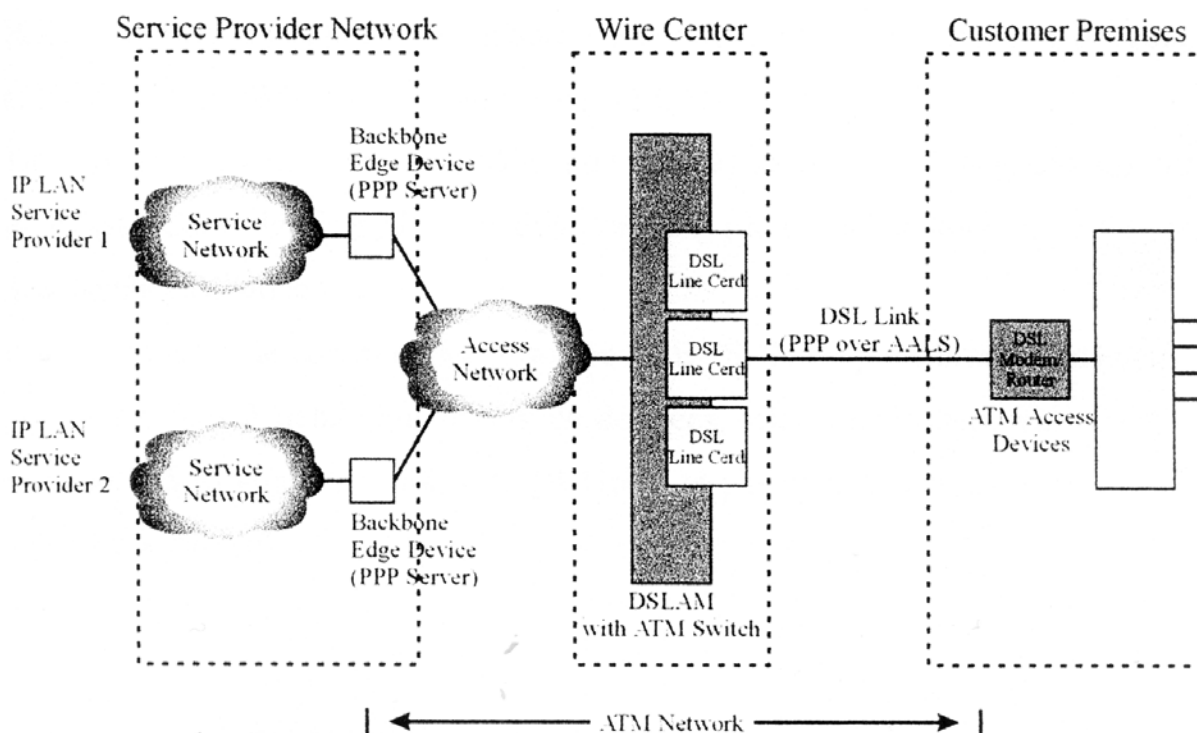 Service Provider Network
Wire Center
Customer Premises
IP LAN
Service
Provider 1
Service
Network
Backbone
Edge Device
(PPP Server)
Access
Network
DSL
Line Cerd
DSL
Line Cerd
DSL
Line Cerd
DSL Link
(PPP over AALS)
DSL
Modem/
Router
ATM Access
Devices
IP LAN
Service
Provider 2
Service
Network
Backbone
Edge Device
(PPP Server)
DSLAM
with ATM Switch
ATM Network